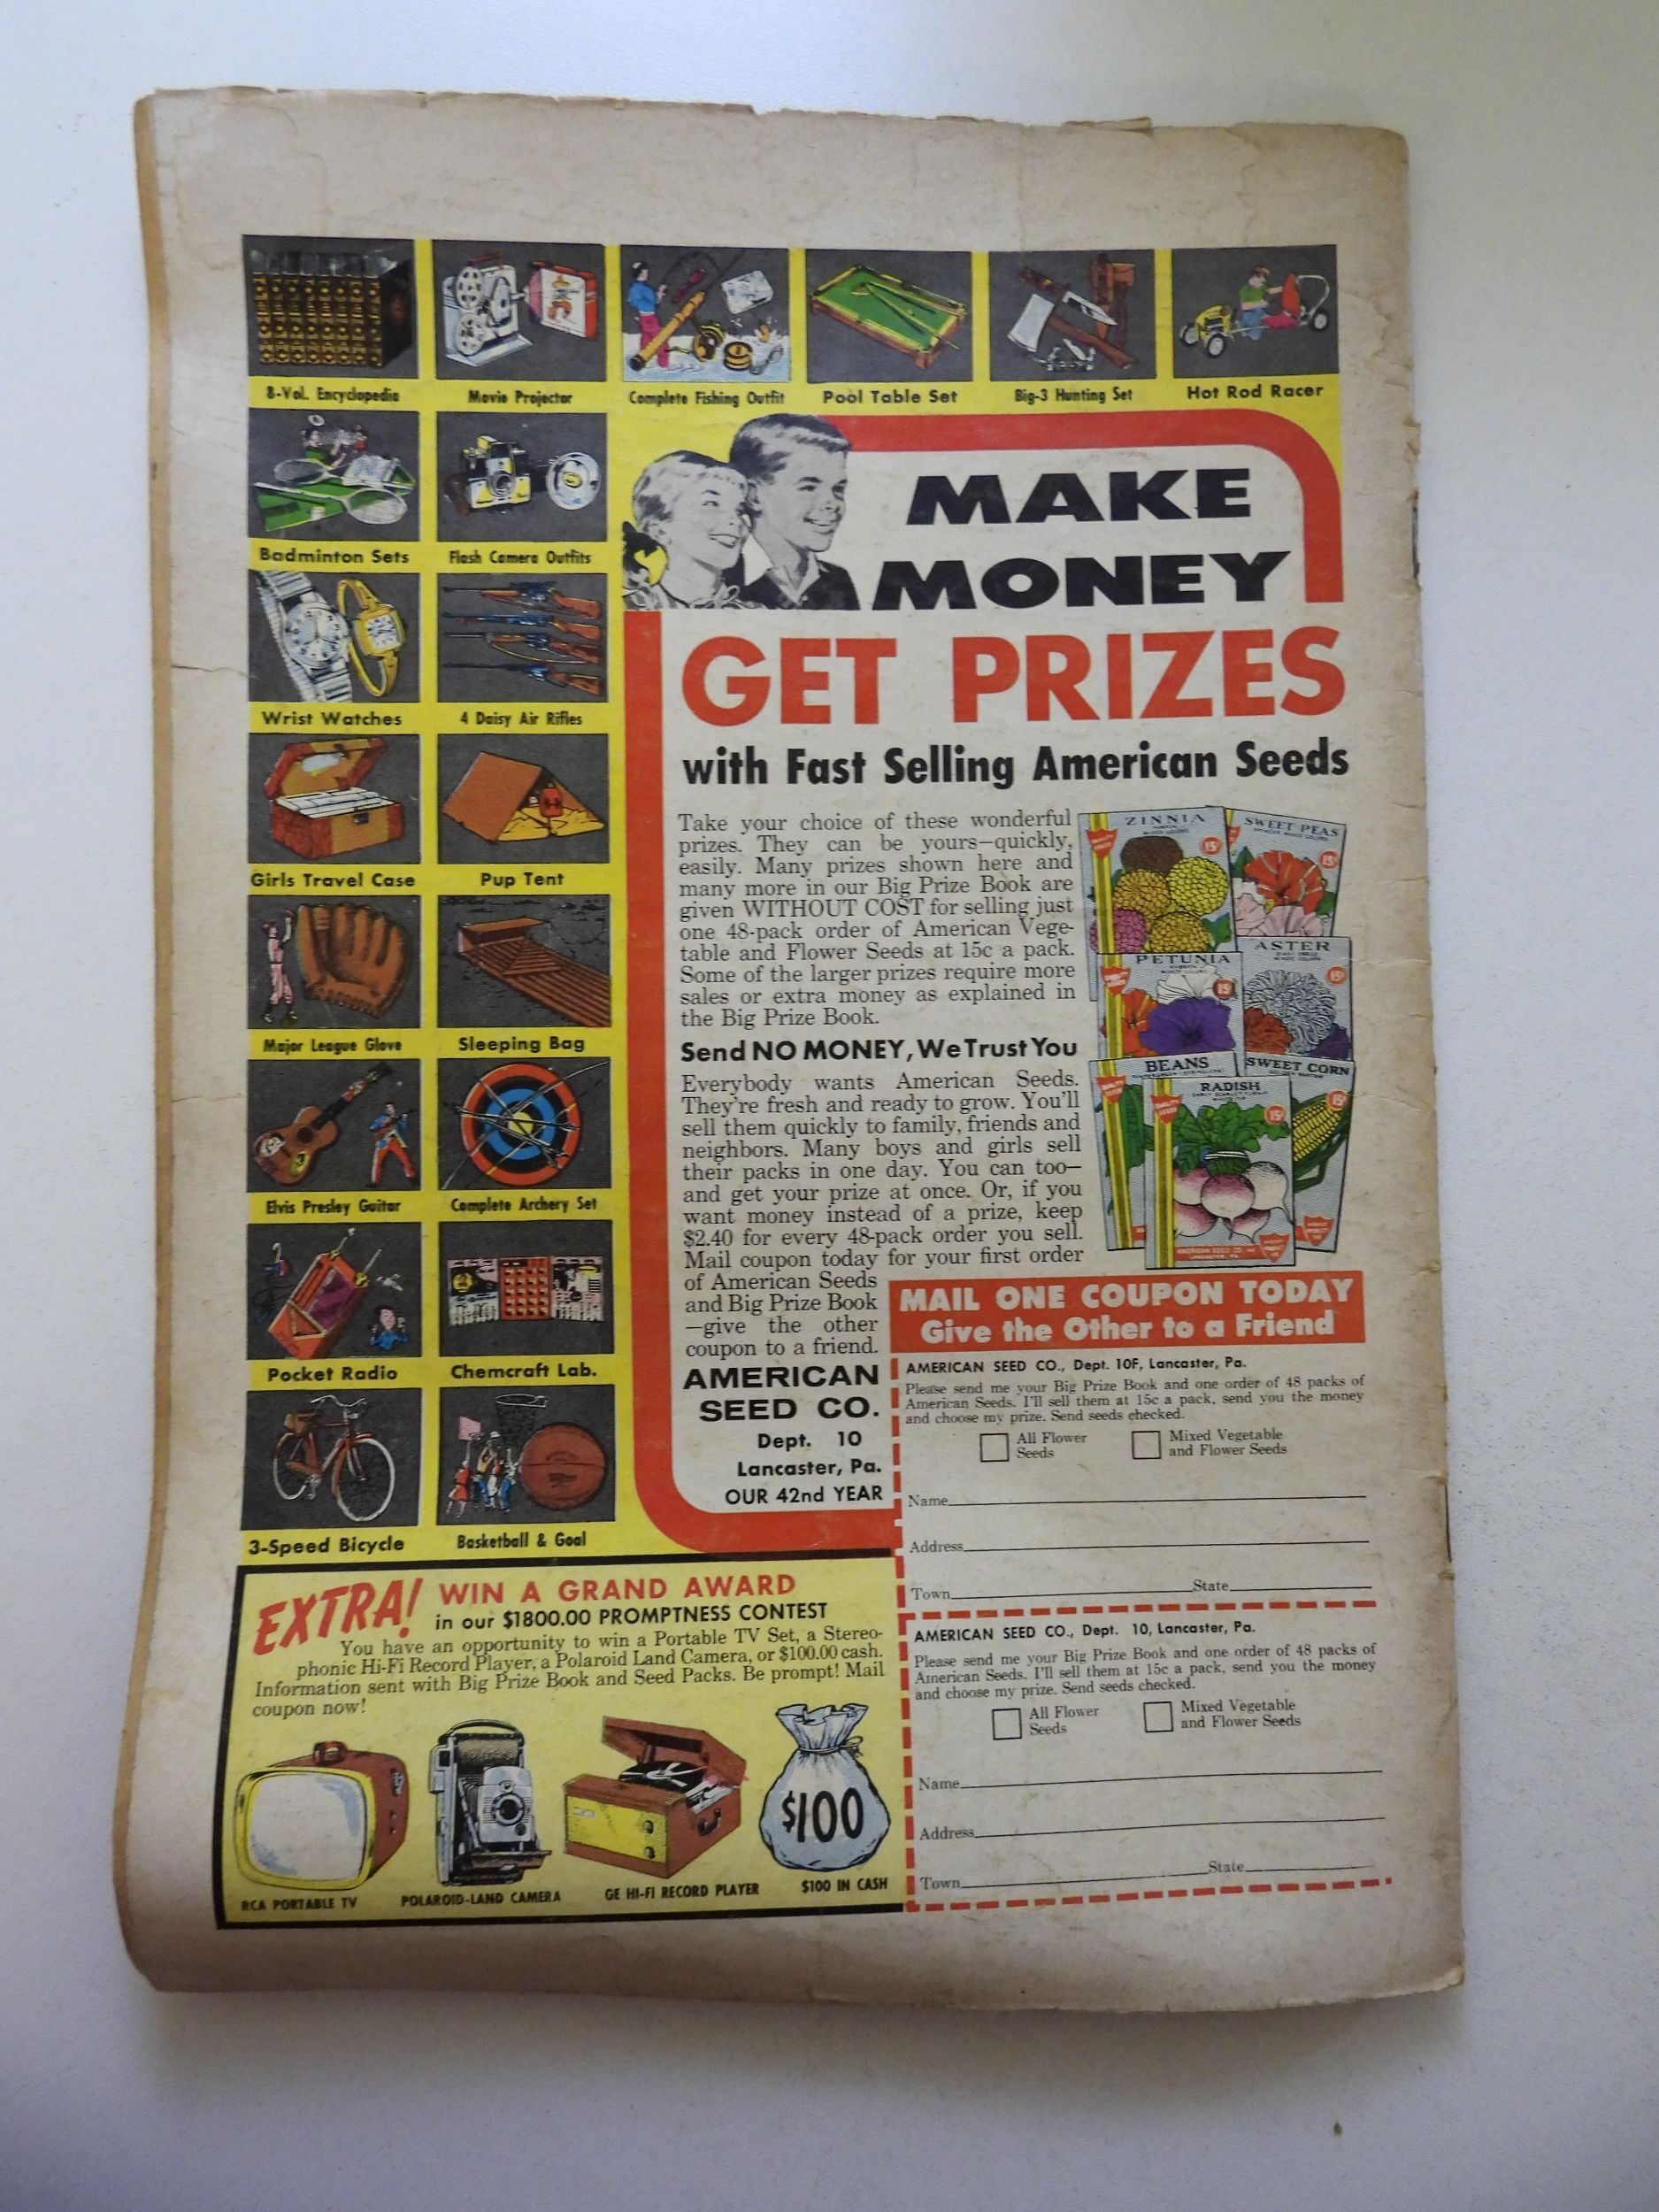 8-Vol. Encyclopedia
Movie Projector
Complete Fishing Outfit
Pool Table Set
Big-3 Hunting Set
Hot Rod Racer
Badminton Sets
Flash Camera Outfits
Wrist Watches
4 Daisy Air Rifles
Girls Travel Case
Pup Tent
Major League Glove
Sleeping Bag
Elvis Presley Guitar
Complete Archery Set
Pocket Radio
Chemcraft Lab.
3-Speed Bicycle
Basketball & Goal
MAKE
MONEY
GET PRIZES
with Fast Selling American Seeds
Take your choice of these wonderful
prizes. They can be yours—quickly,
easily. Many prizes shown here and
many more in our Big Prize Book are
given WITHOUT COST for selling just
one 48-pack order of American Vege-
table and Flower Seeds at 15c a pack.
Some of the larger prizes require more
sales or extra money as explained in
the Big Prize Book.
Send NO MONEY, We Trust You
Everybody wants American Seeds.
They're fresh and ready to grow. You'll
sell them quickly to family, friends and
neighbors. Many boys and girls sell
their packs in one day. You can too—
and get your prize at once. Or, if you
want money instead of a prize, keep
$2.40 for every 48-pack order you sell.
Mail coupon today for your first order
of American Seeds
and Big Prize Book
—give the other
coupon to a friend.
AMERICAN
SEED CO.
Dept. 10
Lancaster, Pa.
OUR 42nd YEAR
ZINNIA
15¢
SWEET PEAS
15¢
PETUNIA
15¢
ASTER
15¢
BEANS
SWEET CORN
15¢
RADISH
15¢
AMERICAN SEED CO.
LANCASTER, PA.
MAIL ONE COUPON TODAY
Give the Other to a Friend
AMERICAN SEED CO., Dept. 10F, Lancaster, Pa.
Please send me your Big Prize Book and one order of 48 packs of
American Seeds. I'll sell them at 15c a pack, send you the money
and choose my prize. Send seeds checked.
All Flower
Seeds
Mixed Vegetable
and Flower Seeds
Name
Address
Town State
AMERICAN SEED CO., Dept. 10, Lancaster, Pa.
Please send me your Big Prize Book and one order of 48 packs of
American Seeds. I'll sell them at 15c a pack, send you the money
and choose my prize. Send seeds checked.
All Flower
Seeds
Mixed Vegetable
and Flower Seeds
Name
Address
Town State
EXTRA! WIN A GRAND AWARD
in our $1800.00 PROMPTNESS CONTEST
You have an opportunity to win a Portable TV Set, a Stereo-
phonic Hi-Fi Record Player, a Polaroid Land Camera, or $100.00 cash.
Information sent with Big Prize Book and Seed Packs. Be prompt! Mail
coupon now!
$100
RCA PORTABLE TV
POLAROID-LAND CAMERA
GE HI-FI RECORD PLAYER
$100 IN CASH